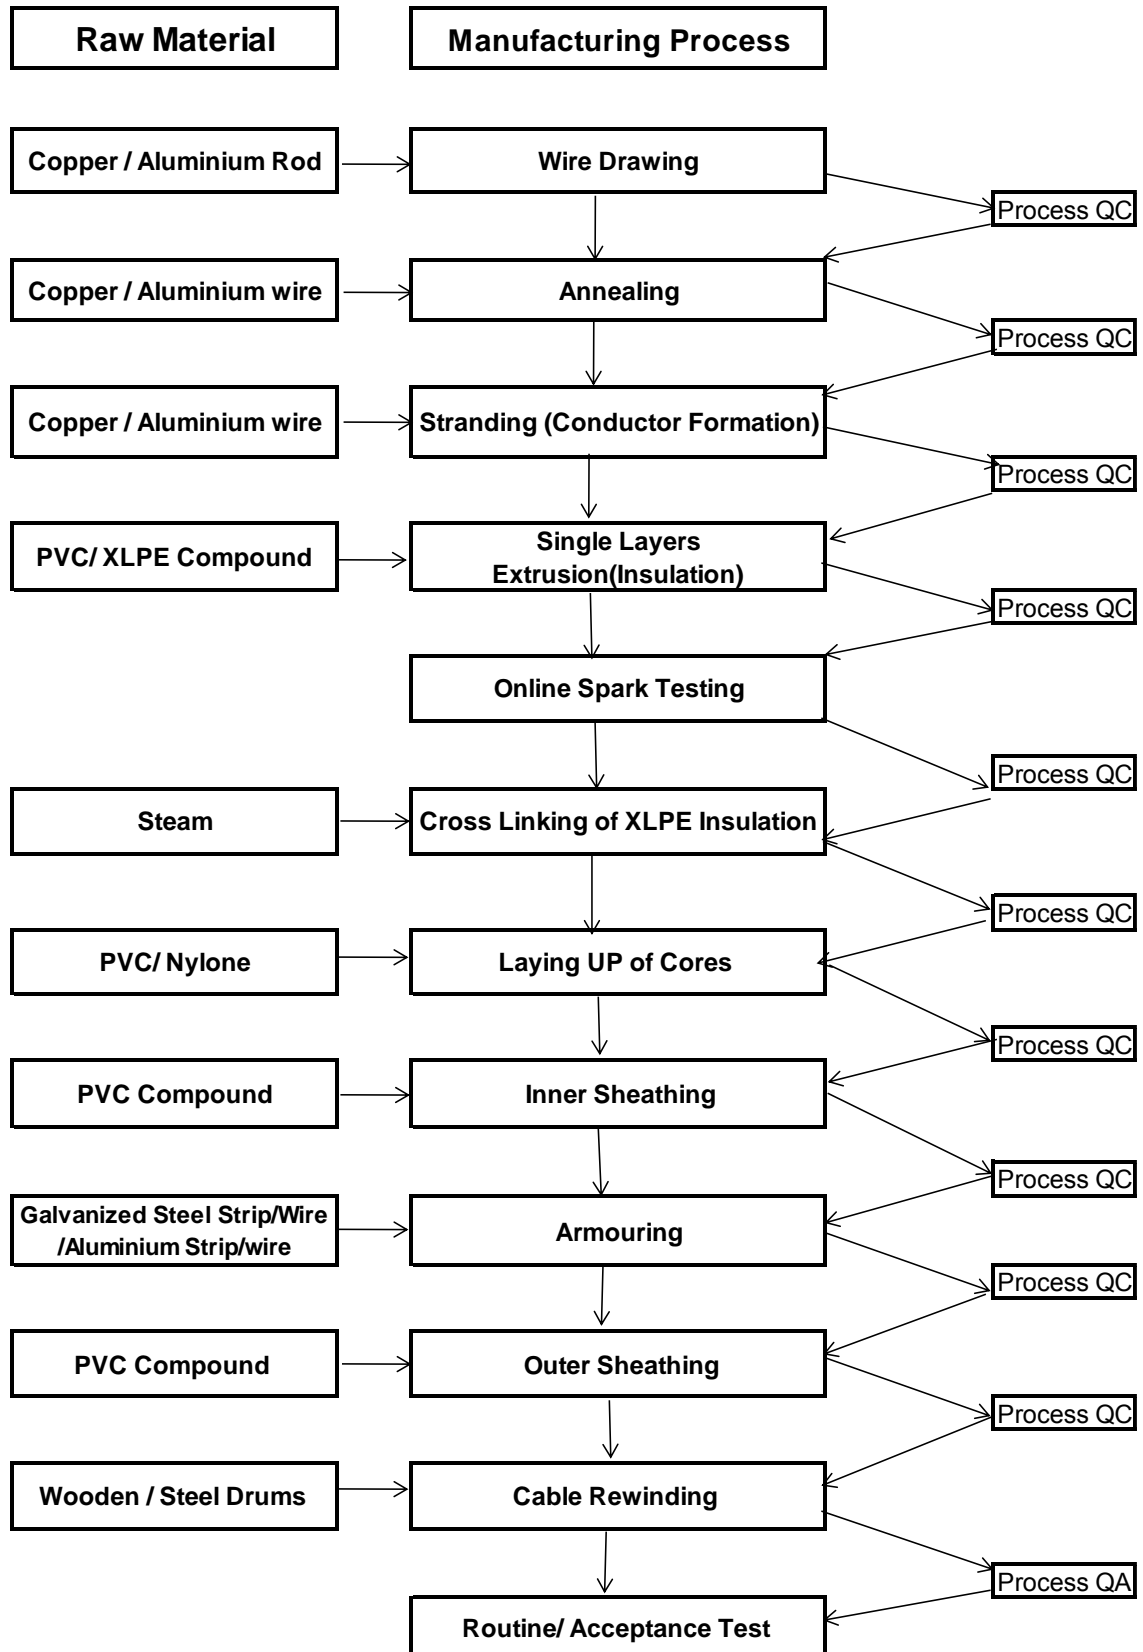 Raw Material
Manufacturing Process
Copper / Aluminium Rod
Wire Drawing
Process QC
Copper / Aluminium wire
Annealing
Process QC
Copper / Aluminium wire
Stranding (Conductor Formation)
Process QC
PVC/ XLPE Compound
Single Layers
Extrusion(Insulation)
Process QC
Online Spark Testing
Process QC
Steam
Cross Linking of XLPE Insulation
Process QC
PVC/ Nylone
Laying UP of Cores
Process QC
PVC Compound
Inner Sheathing
Process QC
Galvanized Steel Strip/Wire
/Aluminium Strip/wire
Armouring
Process QC
PVC Compound
Outer Sheathing
Process QC
Wooden / Steel Drums
Cable Rewinding
Process QA
Routine/ Acceptance Test